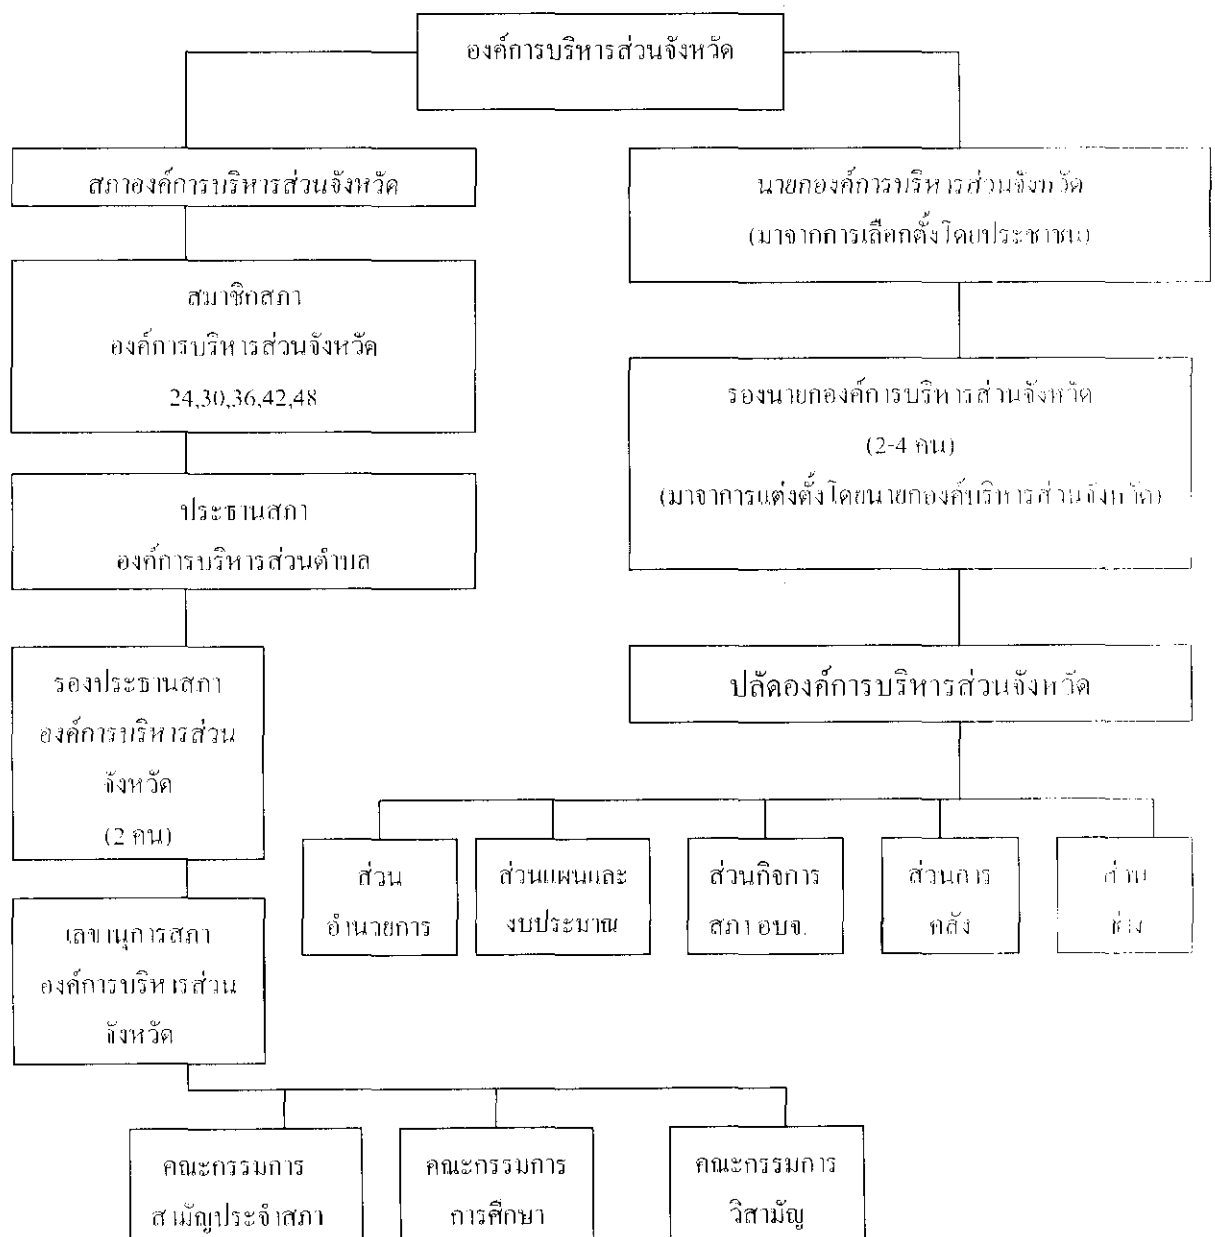 องค์การบริหารส่วนจังหวัด
สภาองค์การบริหารส่วนจังหวัด
นายกองค์การบริหารส่วนจังหวัด
(มาจากการเลือกตั้งโดยประชาชน)
สมาชิกสภา
องค์การบริหารส่วนจังหวัด
24,30,36,42,48
รองนายกองค์การบริหารส่วนจังหวัด
(2-4 คน)
(มาจาการแต่งตั้งโดยนายกองค์บริหารส่วนจังหวัด)
ประธานสภา
องค์การบริหารส่วนตำบล
รองประธานสภา
องค์การบริหารส่วน
จังหวัด
(2 คน)
ปลัดองค์การบริหารส่วนจังหวัด
ส่วน
อำนวยการ
ส่วนแผนและ
งบประมาณ
ส่วนกิจการ
สภา อบจ.
ส่วนการ
คลัง
ส่วน
ช่าง
เลขานุการสภา
องค์การบริหารส่วน
จังหวัด
คณะกรรมการ
สามัญประจำสภา
คณะกรรมการ
การศึกษา
คณะกรรมการ
วิสามัญ